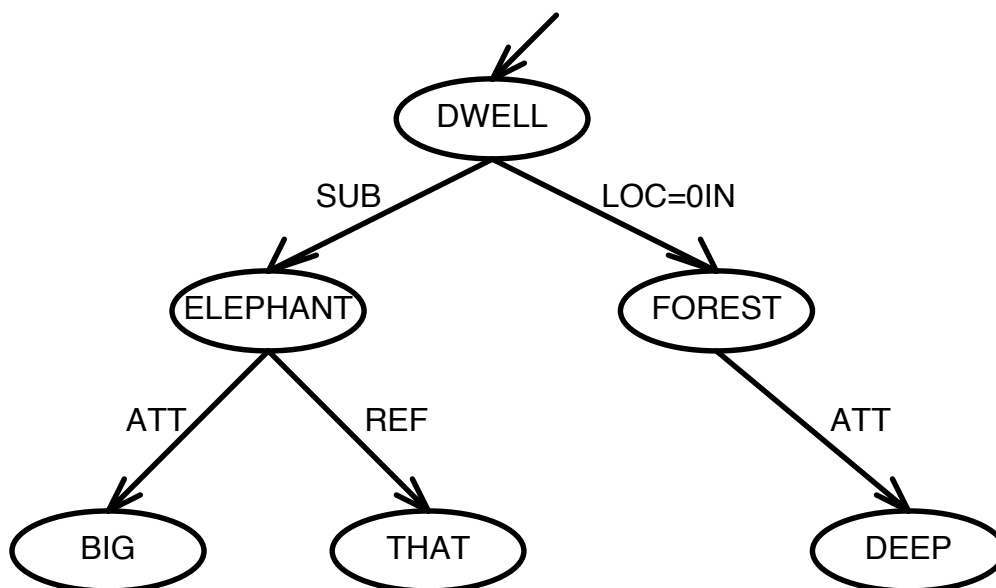 DWELL
SUB
LOC=0IN
ELEPHANT
FOREST
ATT
REF
ATT
BIG
THAT
DEEP